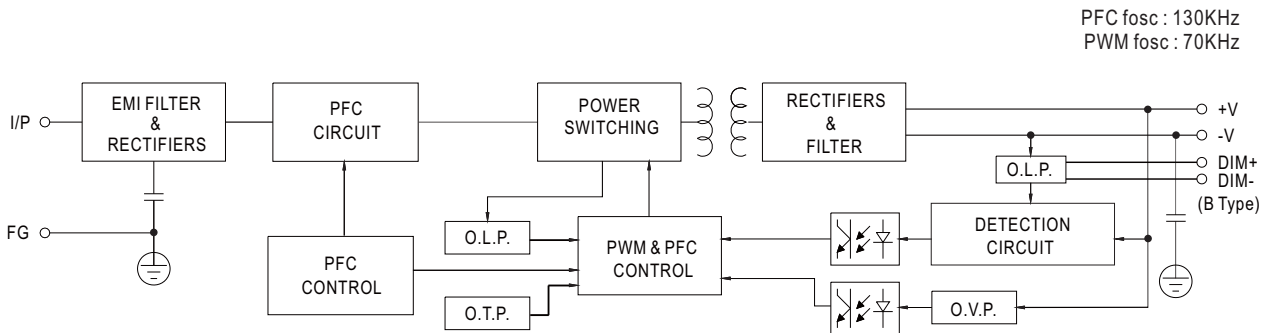 PFC fosc : 130KHz
PWM fosc : 70KHz
I/P
EMI FILTER
&
RECTIFIERS
PFC
CIRCUIT
POWER
SWITCHING
RECTIFIERS
&
FILTER
+V
-V
DIM+
DIM-
(B Type)
O.L.P.
FG
O.L.P.
DETECTION
CIRCUIT
PFC
CONTROL
PWM & PFC
CONTROL
O.T.P.
O.V.P.